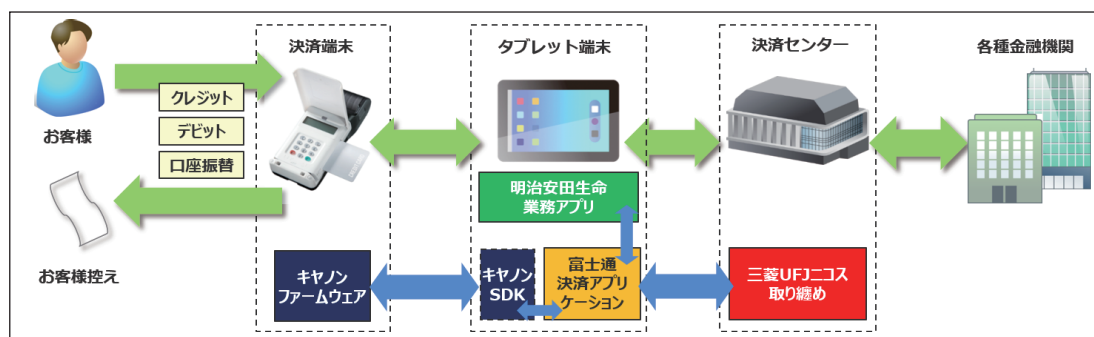 決済端末
タブレット端末
決済センター
各種金融機関
お客様
クレジット
デビット
口座振替
お客様控え
明治安田生命
業務アプリ
キヤノン
ファームウェア
キヤノン
SDK
富士通
決済アプリ
ケーション
三菱UFJニコス
取り纏め